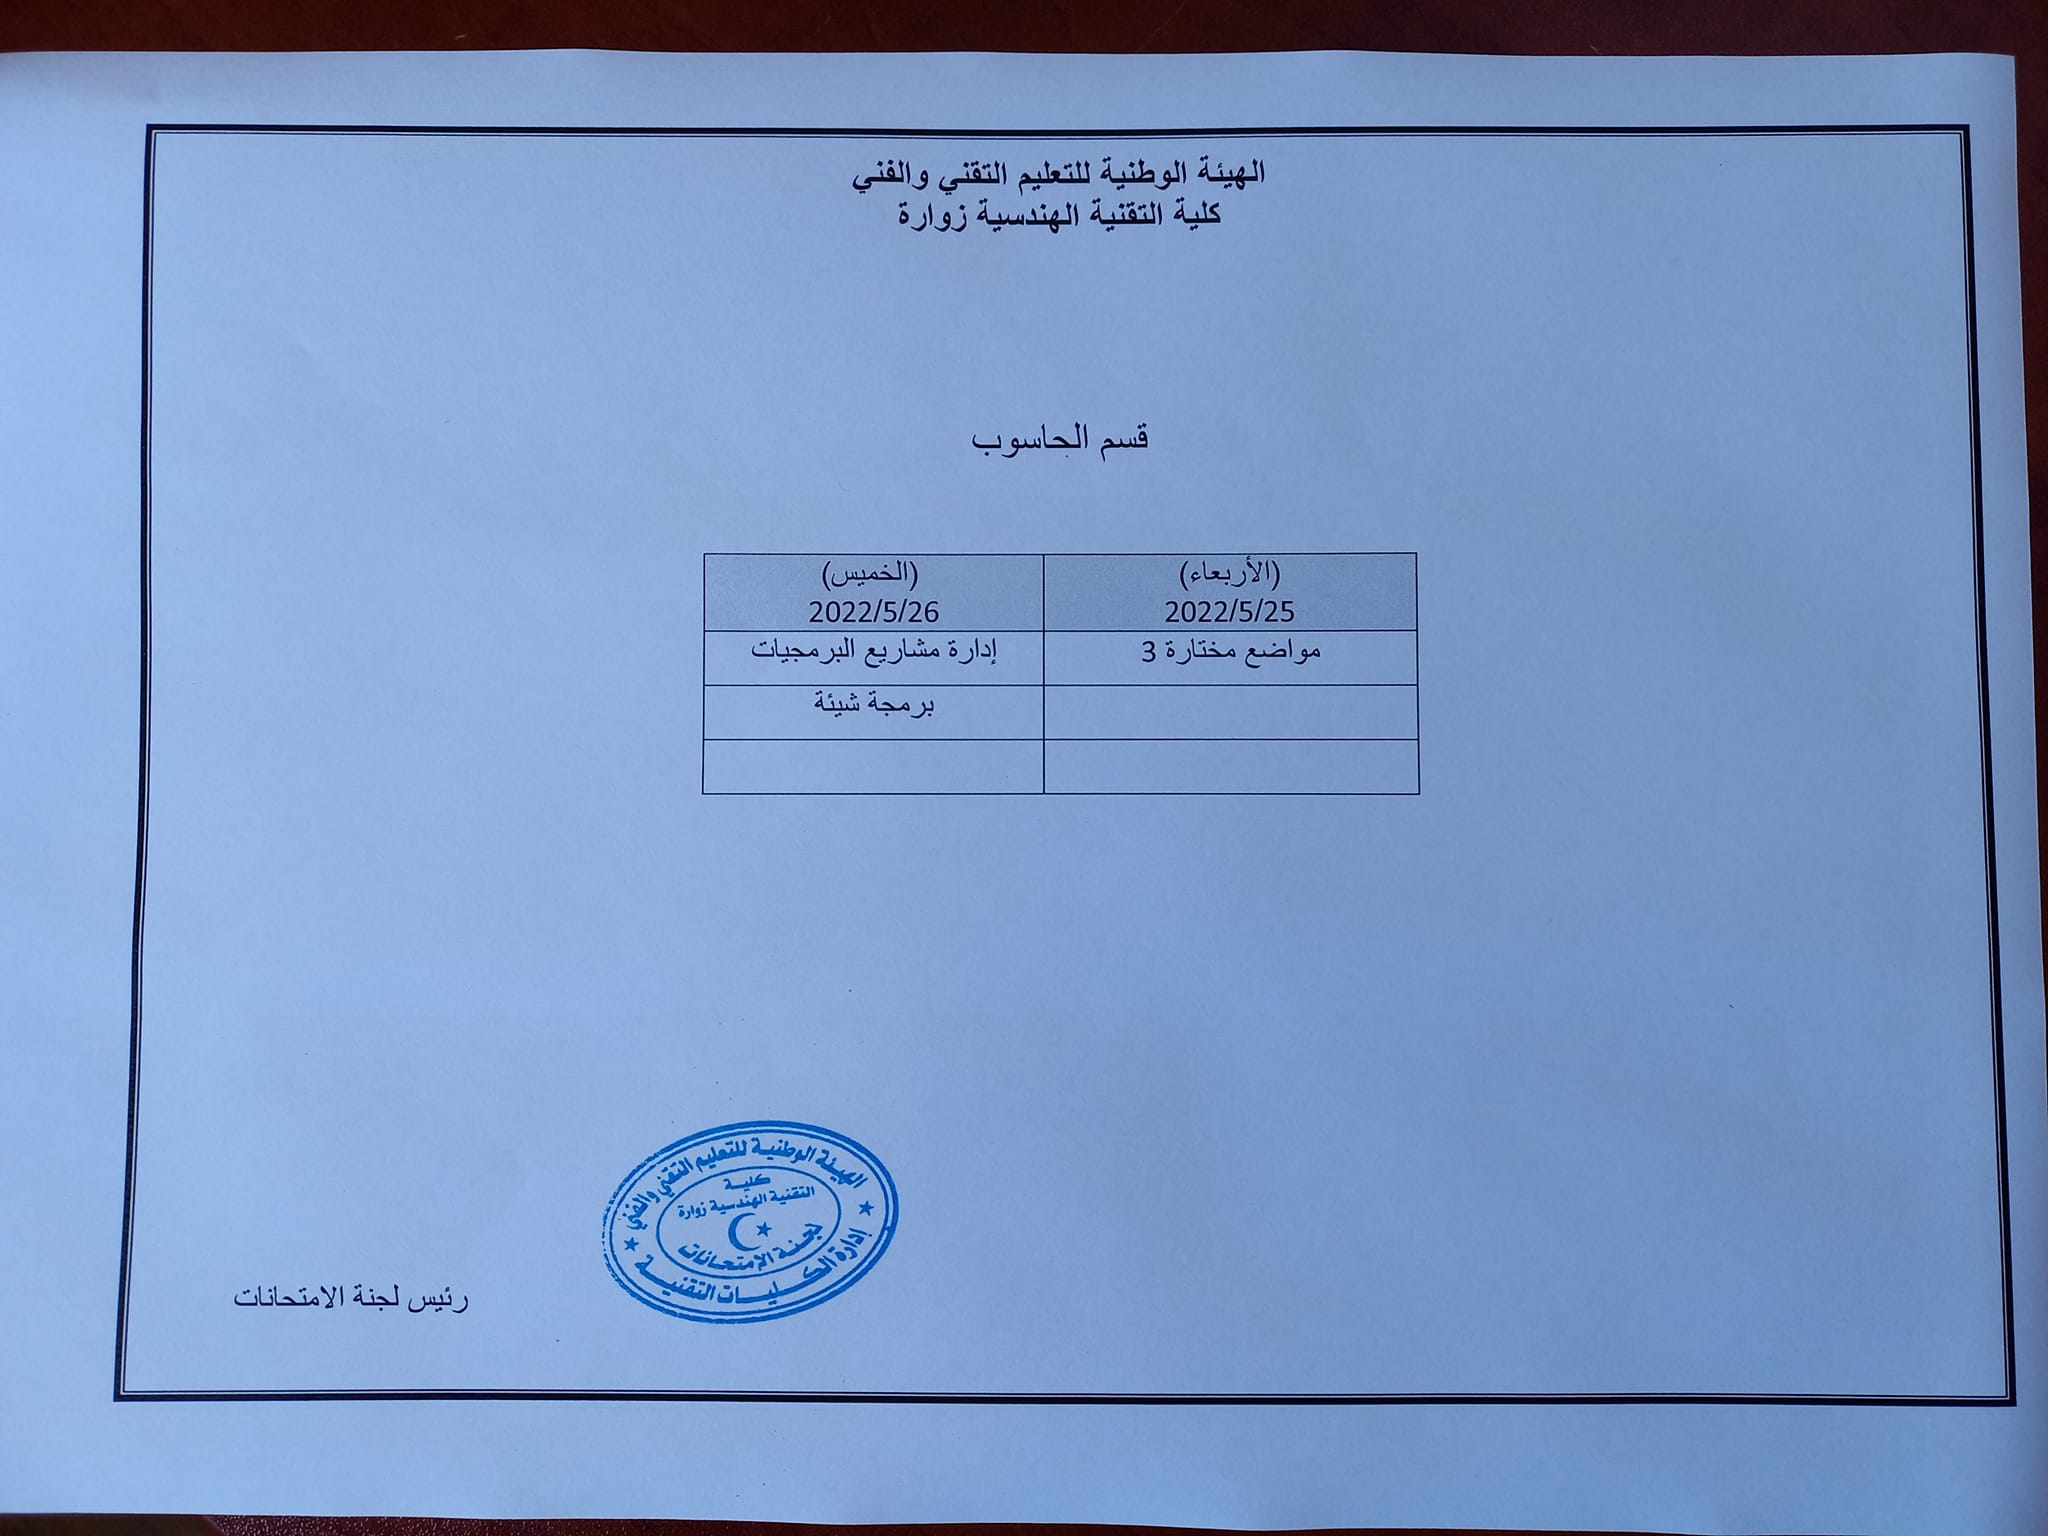 الهيئة الوطنية للتعليم التقني والفني
كلية التقنية الهندسية زوارة
قسم الحاسوب
(الأربعاء) (الخميس)
2022/5/25 2022/5/26
مواضع مختارة 3 إدارة مشاريع البرمجيات
برمجة شيئة
الهيئة الوطنية للتعليم التقني والفني
كلية
التقنية الهندسية زوارة
لجنة الامتحانات
إدارة الكليات التقنية
رئيس لجنة الامتحانات